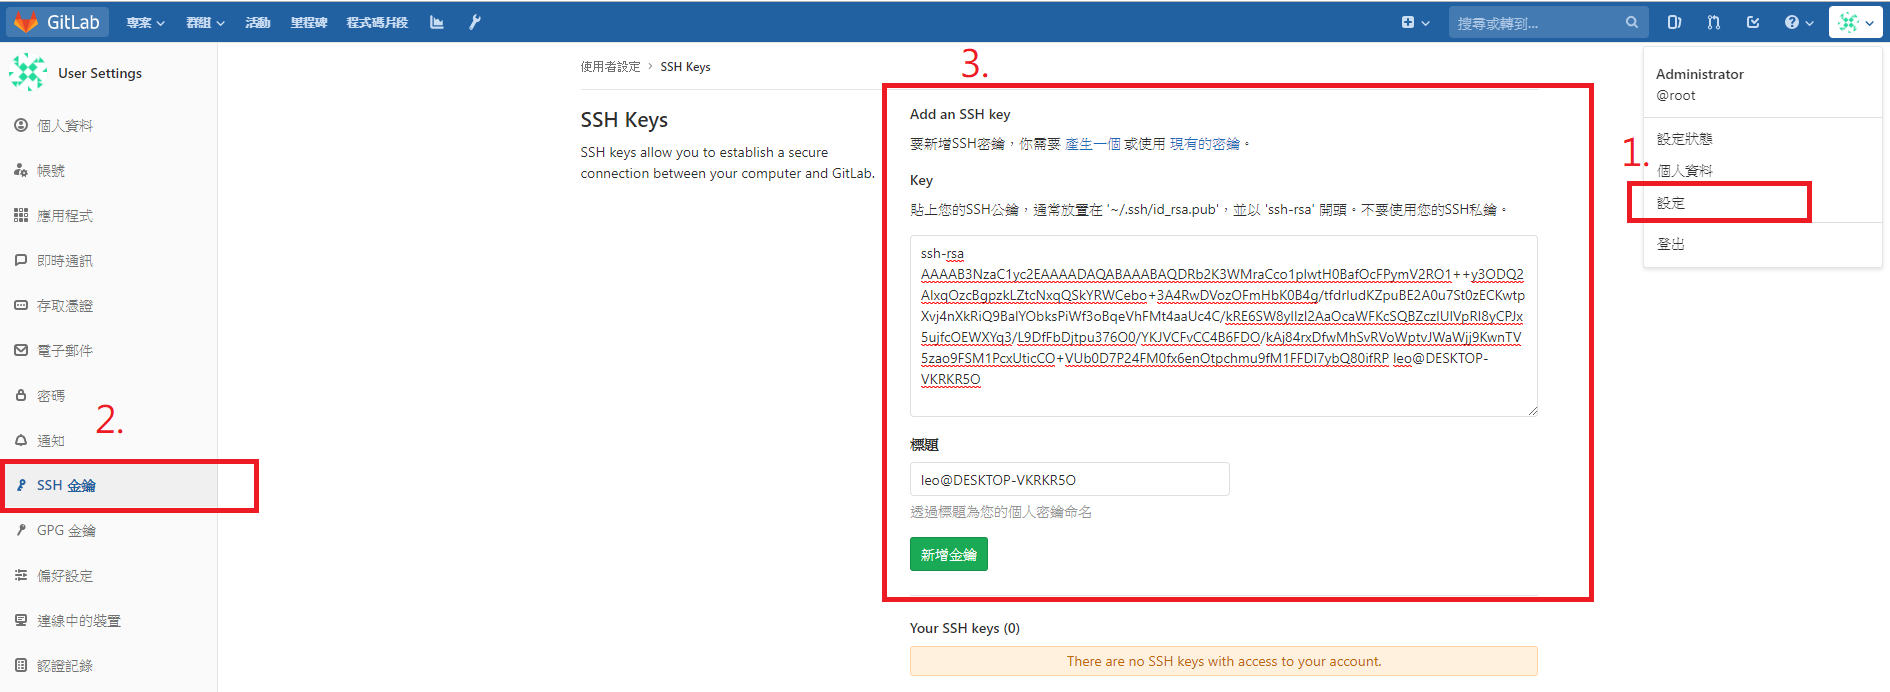 GitLab 專案 群組 活動 里程碑 程式碼片段 搜尋或轉到...
User Settings
個人資料
帳號
應用程式
即時通訊
存取憑證
電子郵件
密碼
2.
通知
SSH 金鑰
GPG 金鑰
偏好設定
連線中的裝置
認證記錄
使用者設定 › SSH Keys
SSH Keys
SSH keys allow you to establish a secure
connection between your computer and GitLab.
3.
Add an SSH key
要新增SSH密鑰，你需要 產生一個 或使用 現有的密鑰。
Key
貼上您的SSH公鑰，通常放置在 '~/.ssh/id_rsa.pub'，並以 'ssh-rsa' 開頭。不要使用您的SSH私鑰。
ssh-rsa
AAAAB3NzaC1yc2EAAAADAQABAAABAQDRb2K3WMraCco1pIwtH0BafOcFPymV2RO1++y3ODQ2
AlxqOzcBgpzkLZtcNxqQSkYRWCebo+3A4RwDVozOFmHbK0B4g/tfdrIudKZpuBE2A0u7St0zECKwtp
Xvj4nXkRiQ9BalYObksPiWf3oBqeVhFMt4aaUc4C/kRE6SW8yIlzI2AaOcaWFKcSQBZczlUIVpRI8yCPJx
5ujfcOEWXYq3/L9DfFbDjtpu376O0/YKJVCFvCC4B6FDO/kAj84rxDfwMhSvRVoWptvJWaWjj9KwnTV
5zao9FSM1PcxUticCO+VUb0D7P24FM0fx6enOtpchmu9fM1FFDI7ybQ80ifRP leo@DESKTOP-
VKRKR5O
標題
leo@DESKTOP-VKRKR5O
透過標題為您的個人密鑰命名
新增金鑰
Your SSH keys (0)
There are no SSH keys with access to your account.
Administrator
@root
設定狀態
1.
個人資料
設定
登出